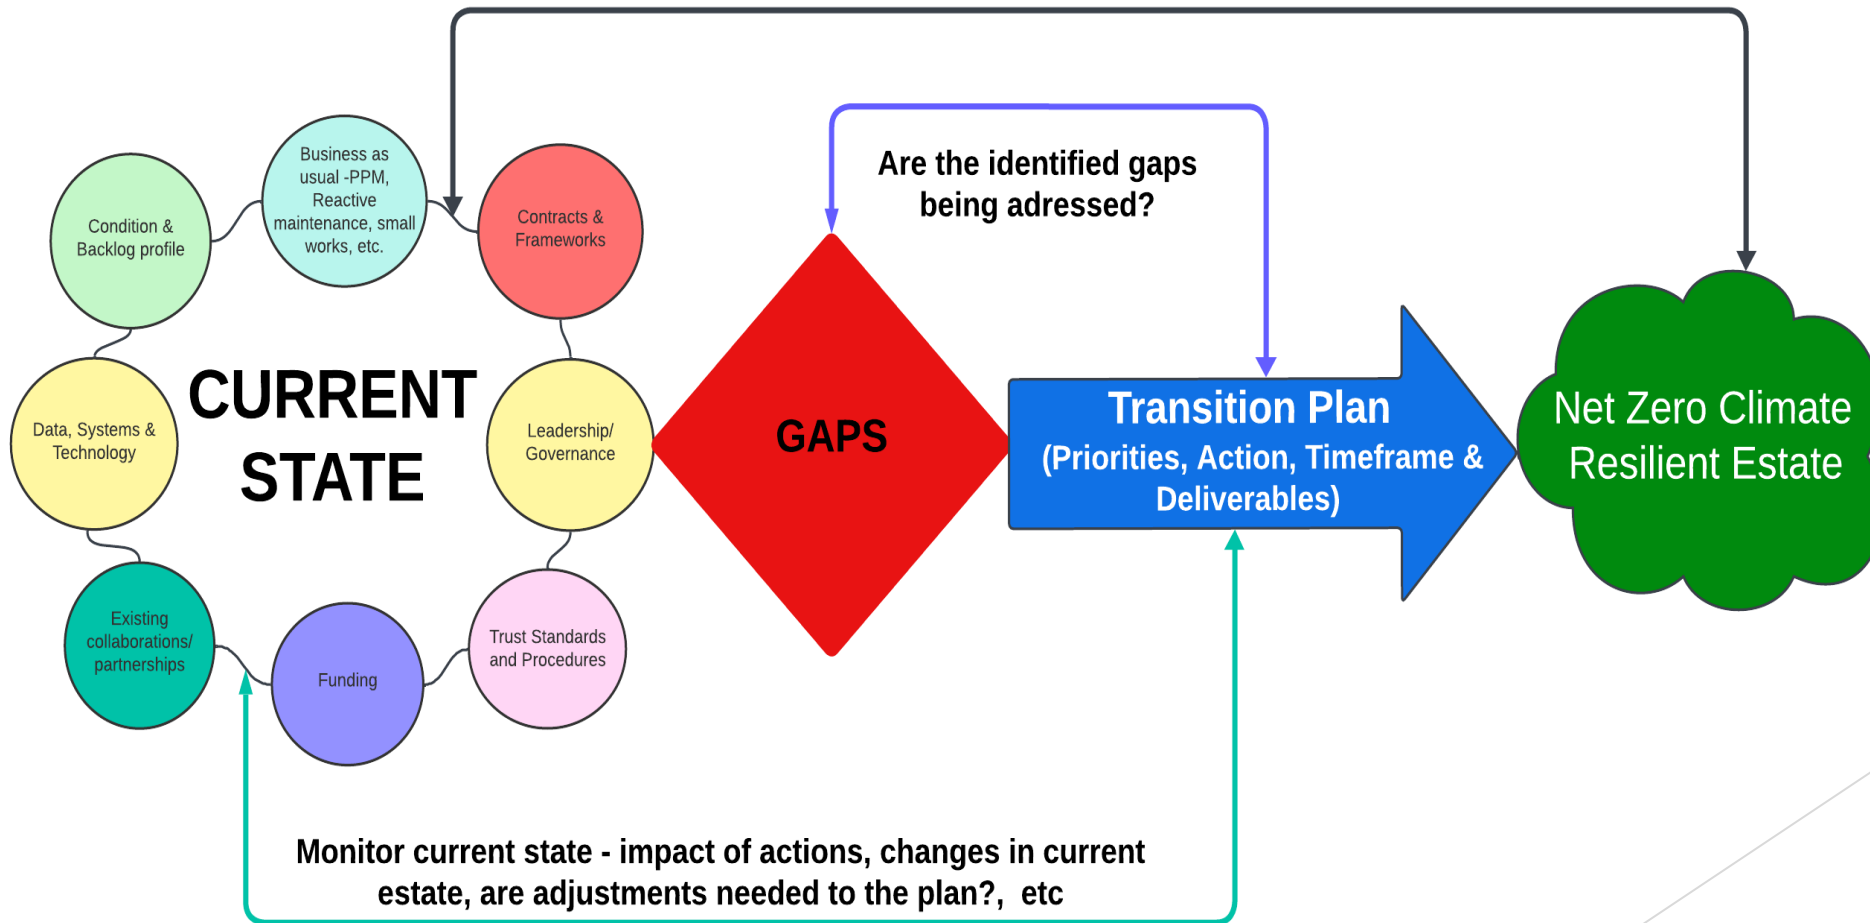 Business as
usual -PPM,
Reactive
maintenance, small
works, etc.
Condition &
Backlog profile
Contracts &
Frameworks
Data, Systems &
Technology
CURRENT
STATE
Leadership/
Governance
Existing
collaborations/
partnerships
Funding
Trust Standards
and Procedures
GAPS
Are the identified gaps
being adressed?
Transition Plan
(Priorities, Action, Timeframe &
Deliverables)
Net Zero Climate
Resilient Estate
Monitor current state - impact of actions, changes in current
estate, are adjustments needed to the plan?, etc